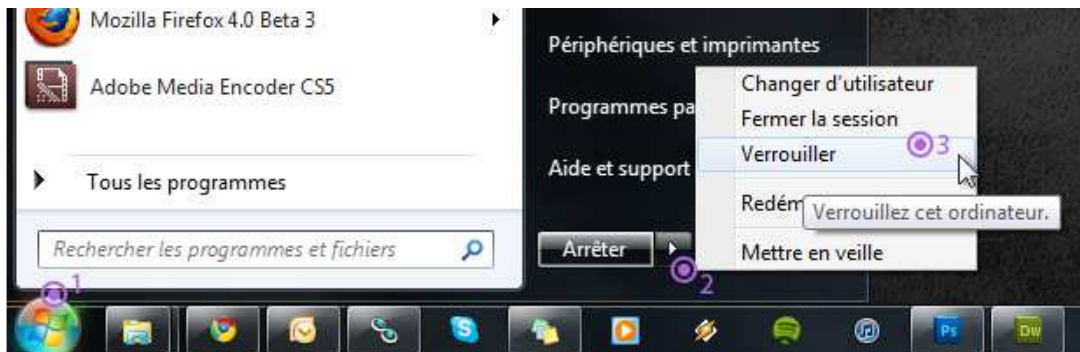 Mozilla Firefox 4.0 Beta 3
Adobe Media Encoder CS5
Tous les programmes
Rechercher les programmes et fichiers
1
Périphériques et imprimantes
Programmes pa
Aide et support
Arrêter
2
Changer d'utilisateur
Fermer la session
Verrouiller
3
Redém
Verrouillez cet ordinateur.
Mettre en veille
Ps
Dw